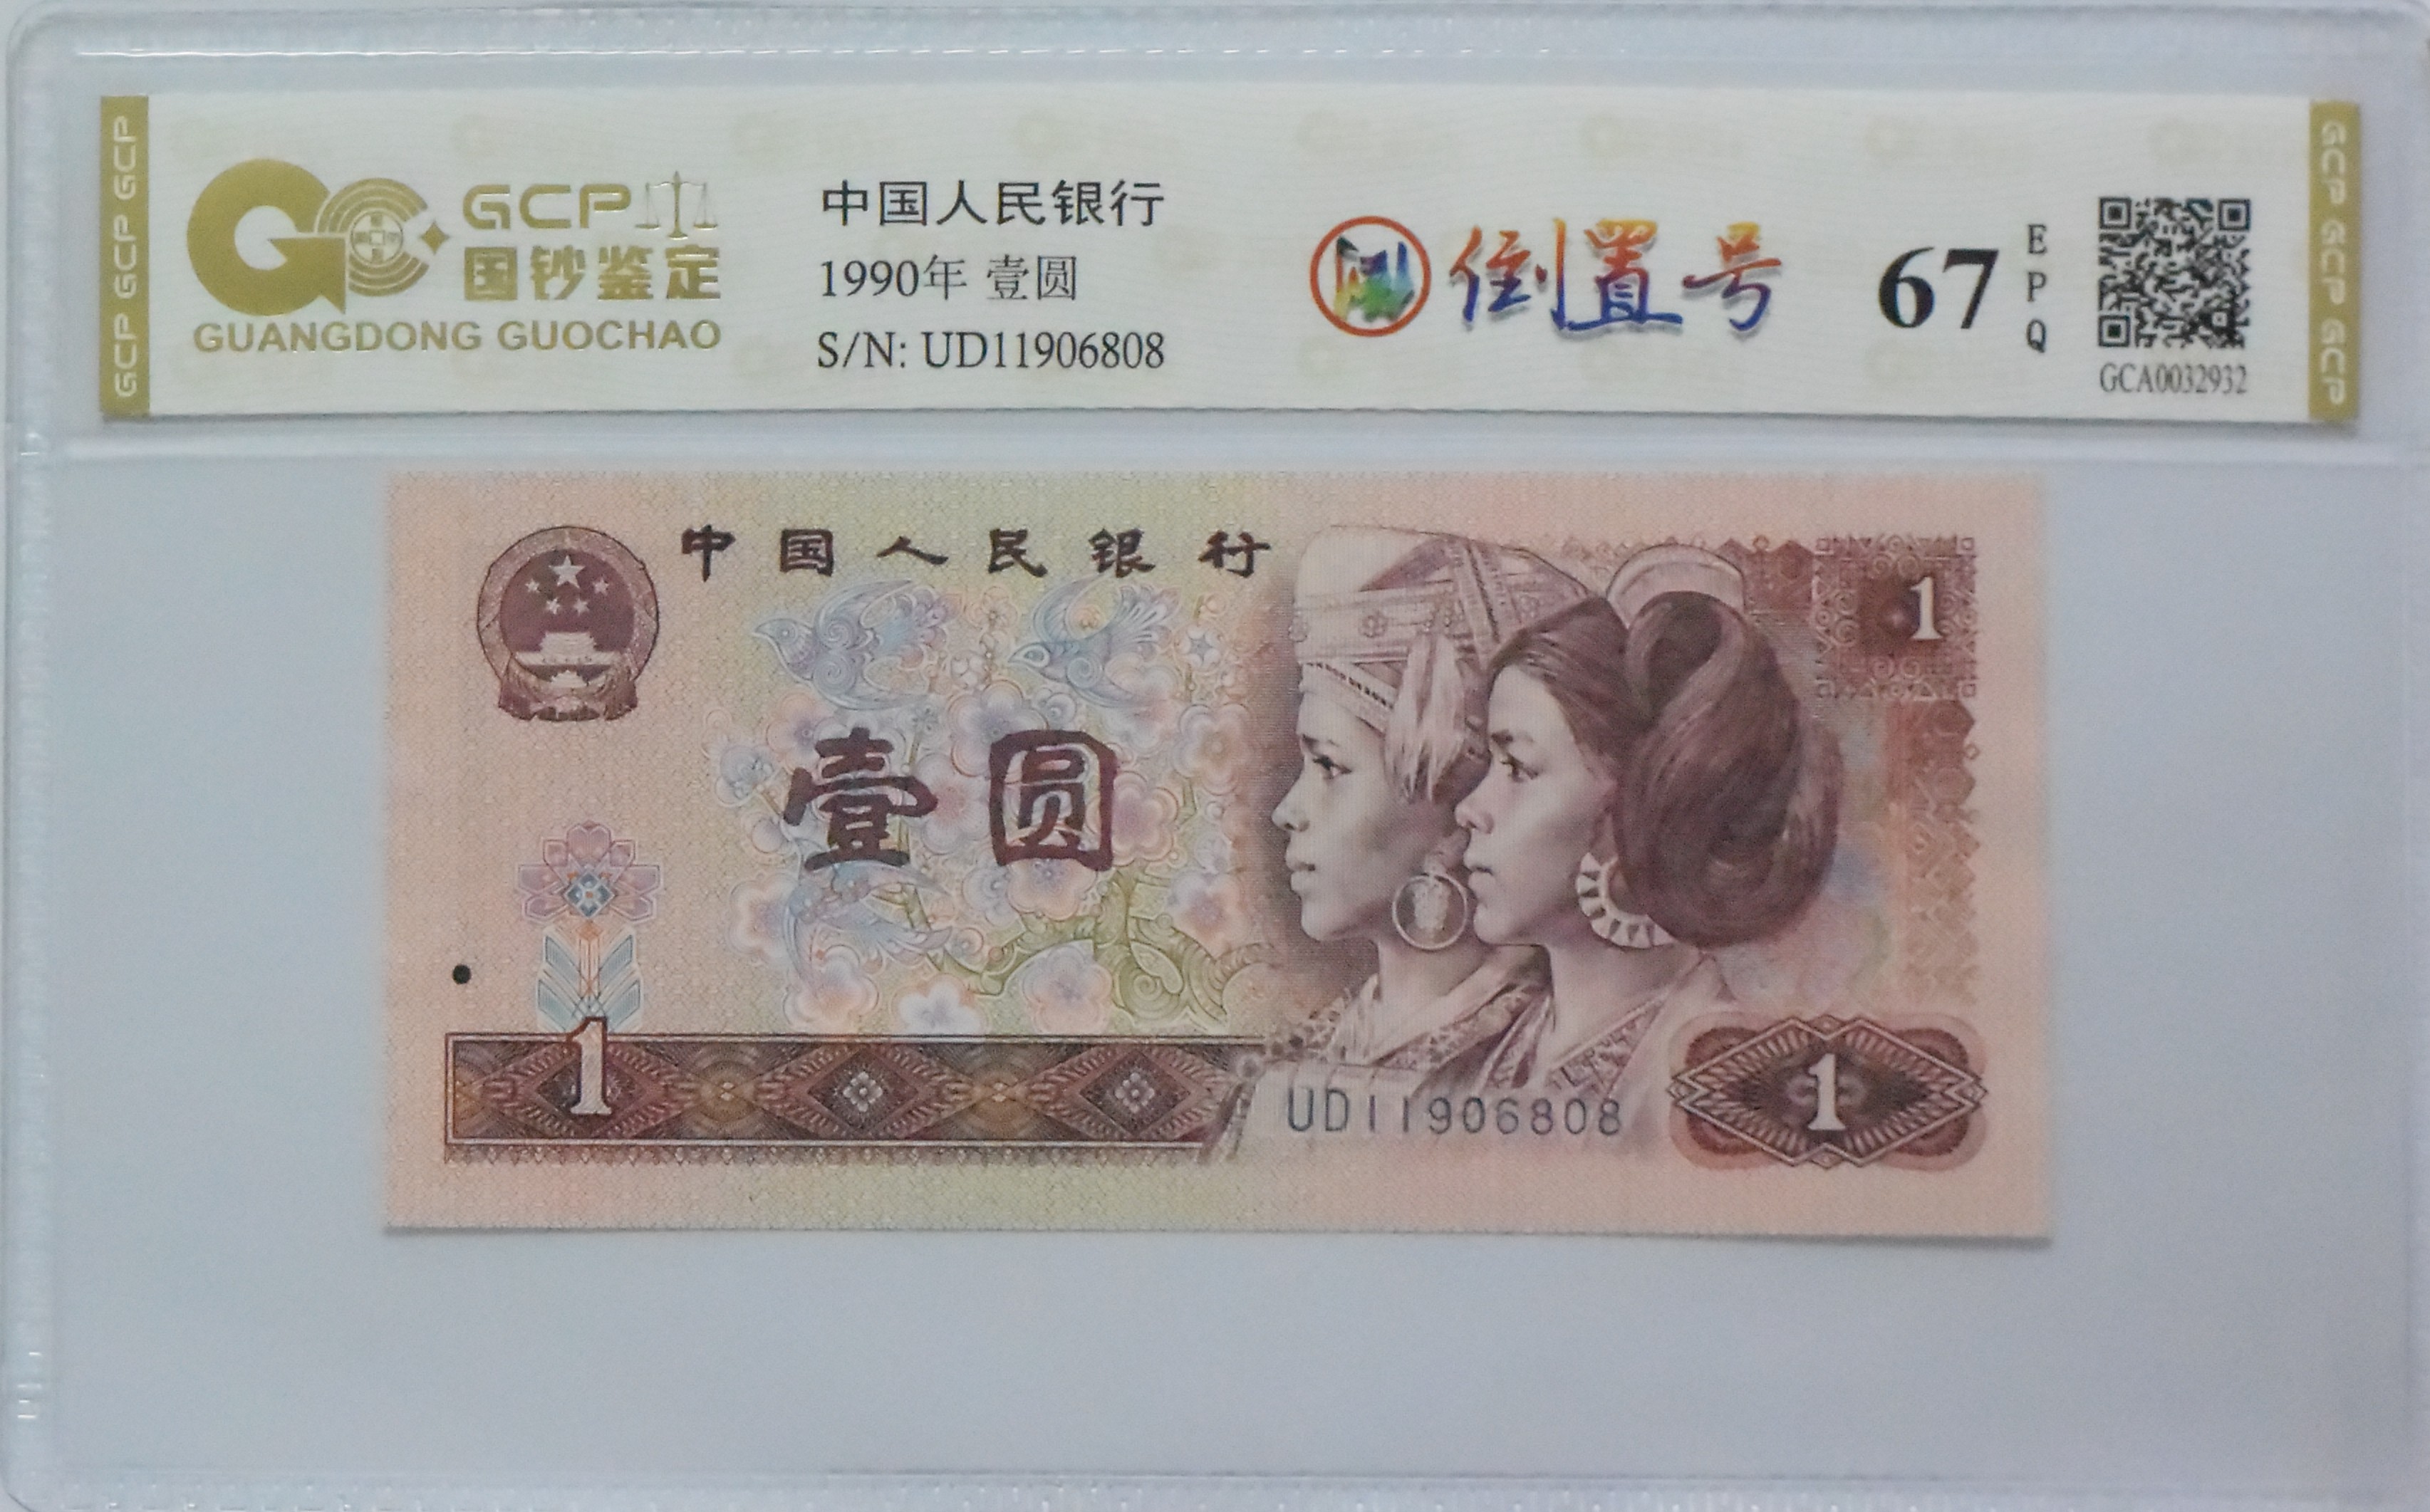 GCP GCP GCP
GCP
国钞鉴定
GUANGDONG GUOCHAO
中国人民银行
1990年 壹圆
S/N: UD11906808
倒置号
67
E
P
Q
GCA0032932
GCP GCP GCP
中国人民银行
1
壹圆
1
UD11906808
1